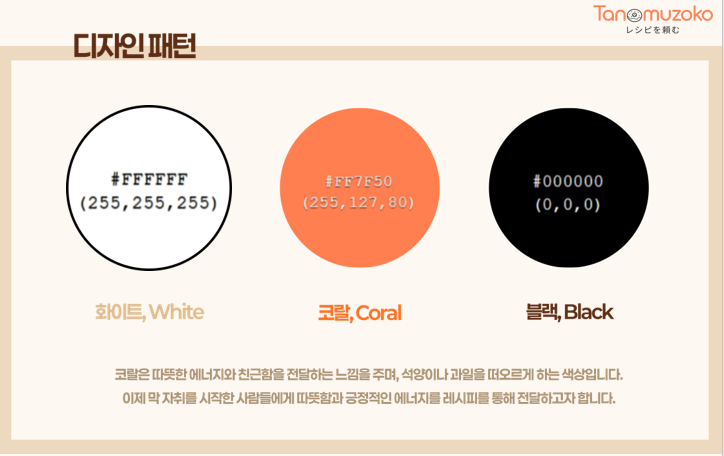 Tanomuzoko
レシピを頼む
디자인 패턴
#FFFFFF
(255,255,255)
#FF7F50
(255,127,80)
#000000
(0,0,0)
화이트, White
코랄, Coral
블랙, Black
코랄은 따뜻한 에너지와 친근함을 전달하는 느낌을 주며, 석양이나 과일을 떠오르게 하는 색상입니다.
이제 막 자취를 시작한 사람들에게 따뜻함과 긍정적인 에너지를 레시피를 통해 전달하고자 합니다.